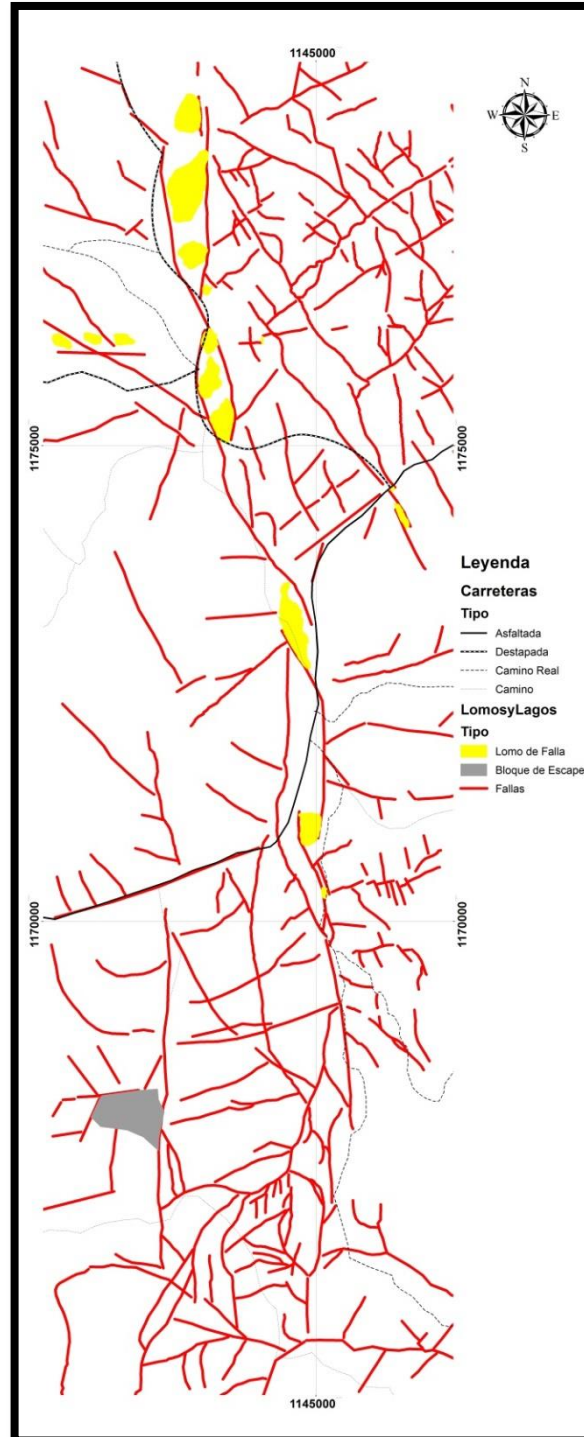 1145000
N
W E
S
1175000
1175000
Leyenda
Carreteras
Tipo
Asfaltada
Destapada
Camino Real
Camino
LomosyLagos
Tipo
Lomo de Falla
Bloque de Escape
Fallas
1170000
1170000
1145000